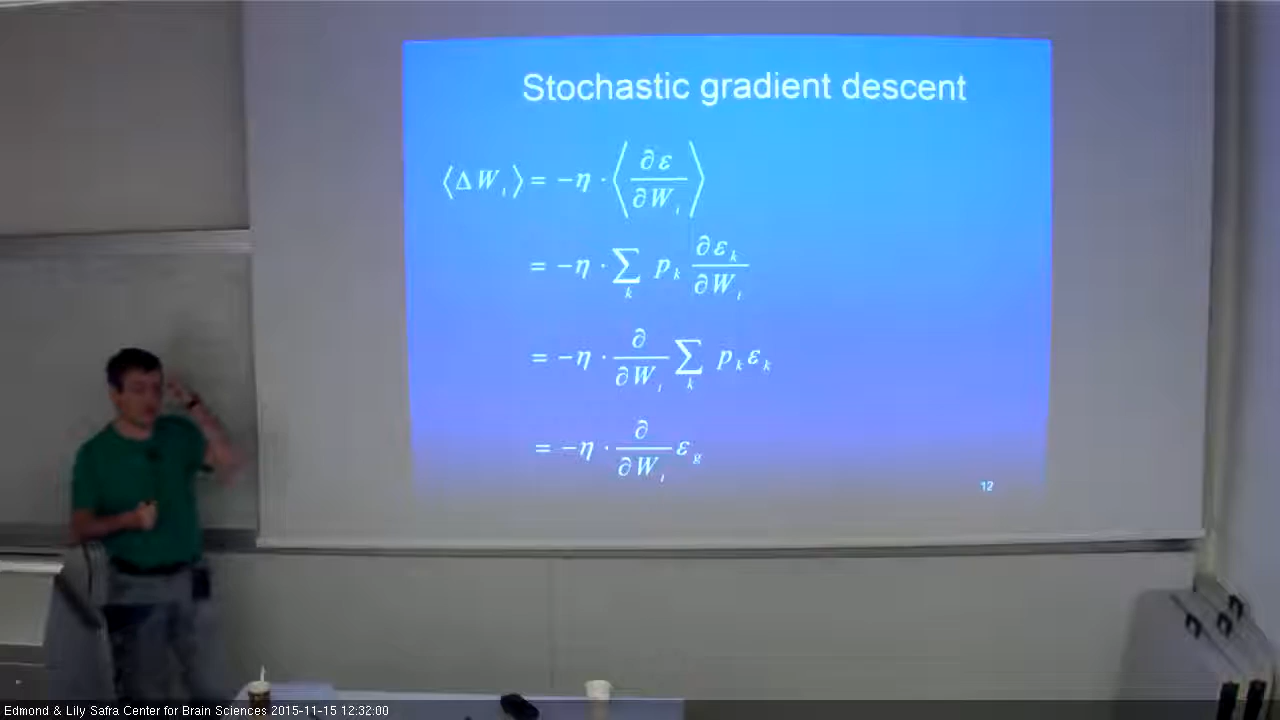 Stochastic gradient descent
⟨ΔW_i⟩ = −η · ⟨∂ε / ∂W_i⟩
= −η · Σ_k p_k ∂ε_k / ∂W_i
= −η · ∂ / ∂W_i Σ_k p_k ε_k
= −η · ∂ / ∂W_i ε_g
12
Edmond & Lily Safra Center for Brain Sciences 2015-11-15 12:32:00